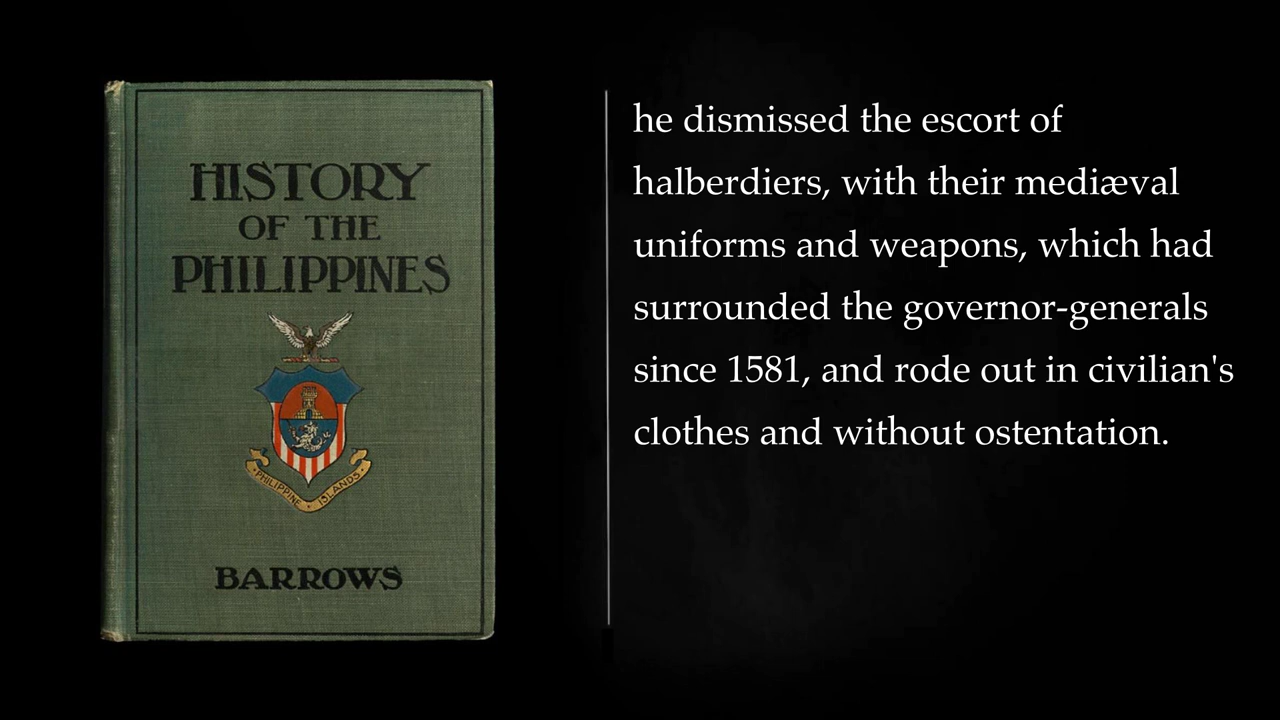 HISTORY
OF THE
PHILIPPINES
PHILIPPINE ISLANDS
BARROWS
he dismissed the escort of
halberdiers, with their mediæval
uniforms and weapons, which had
surrounded the governor-generals
since 1581, and rode out in civilian's
clothes and without ostentation.